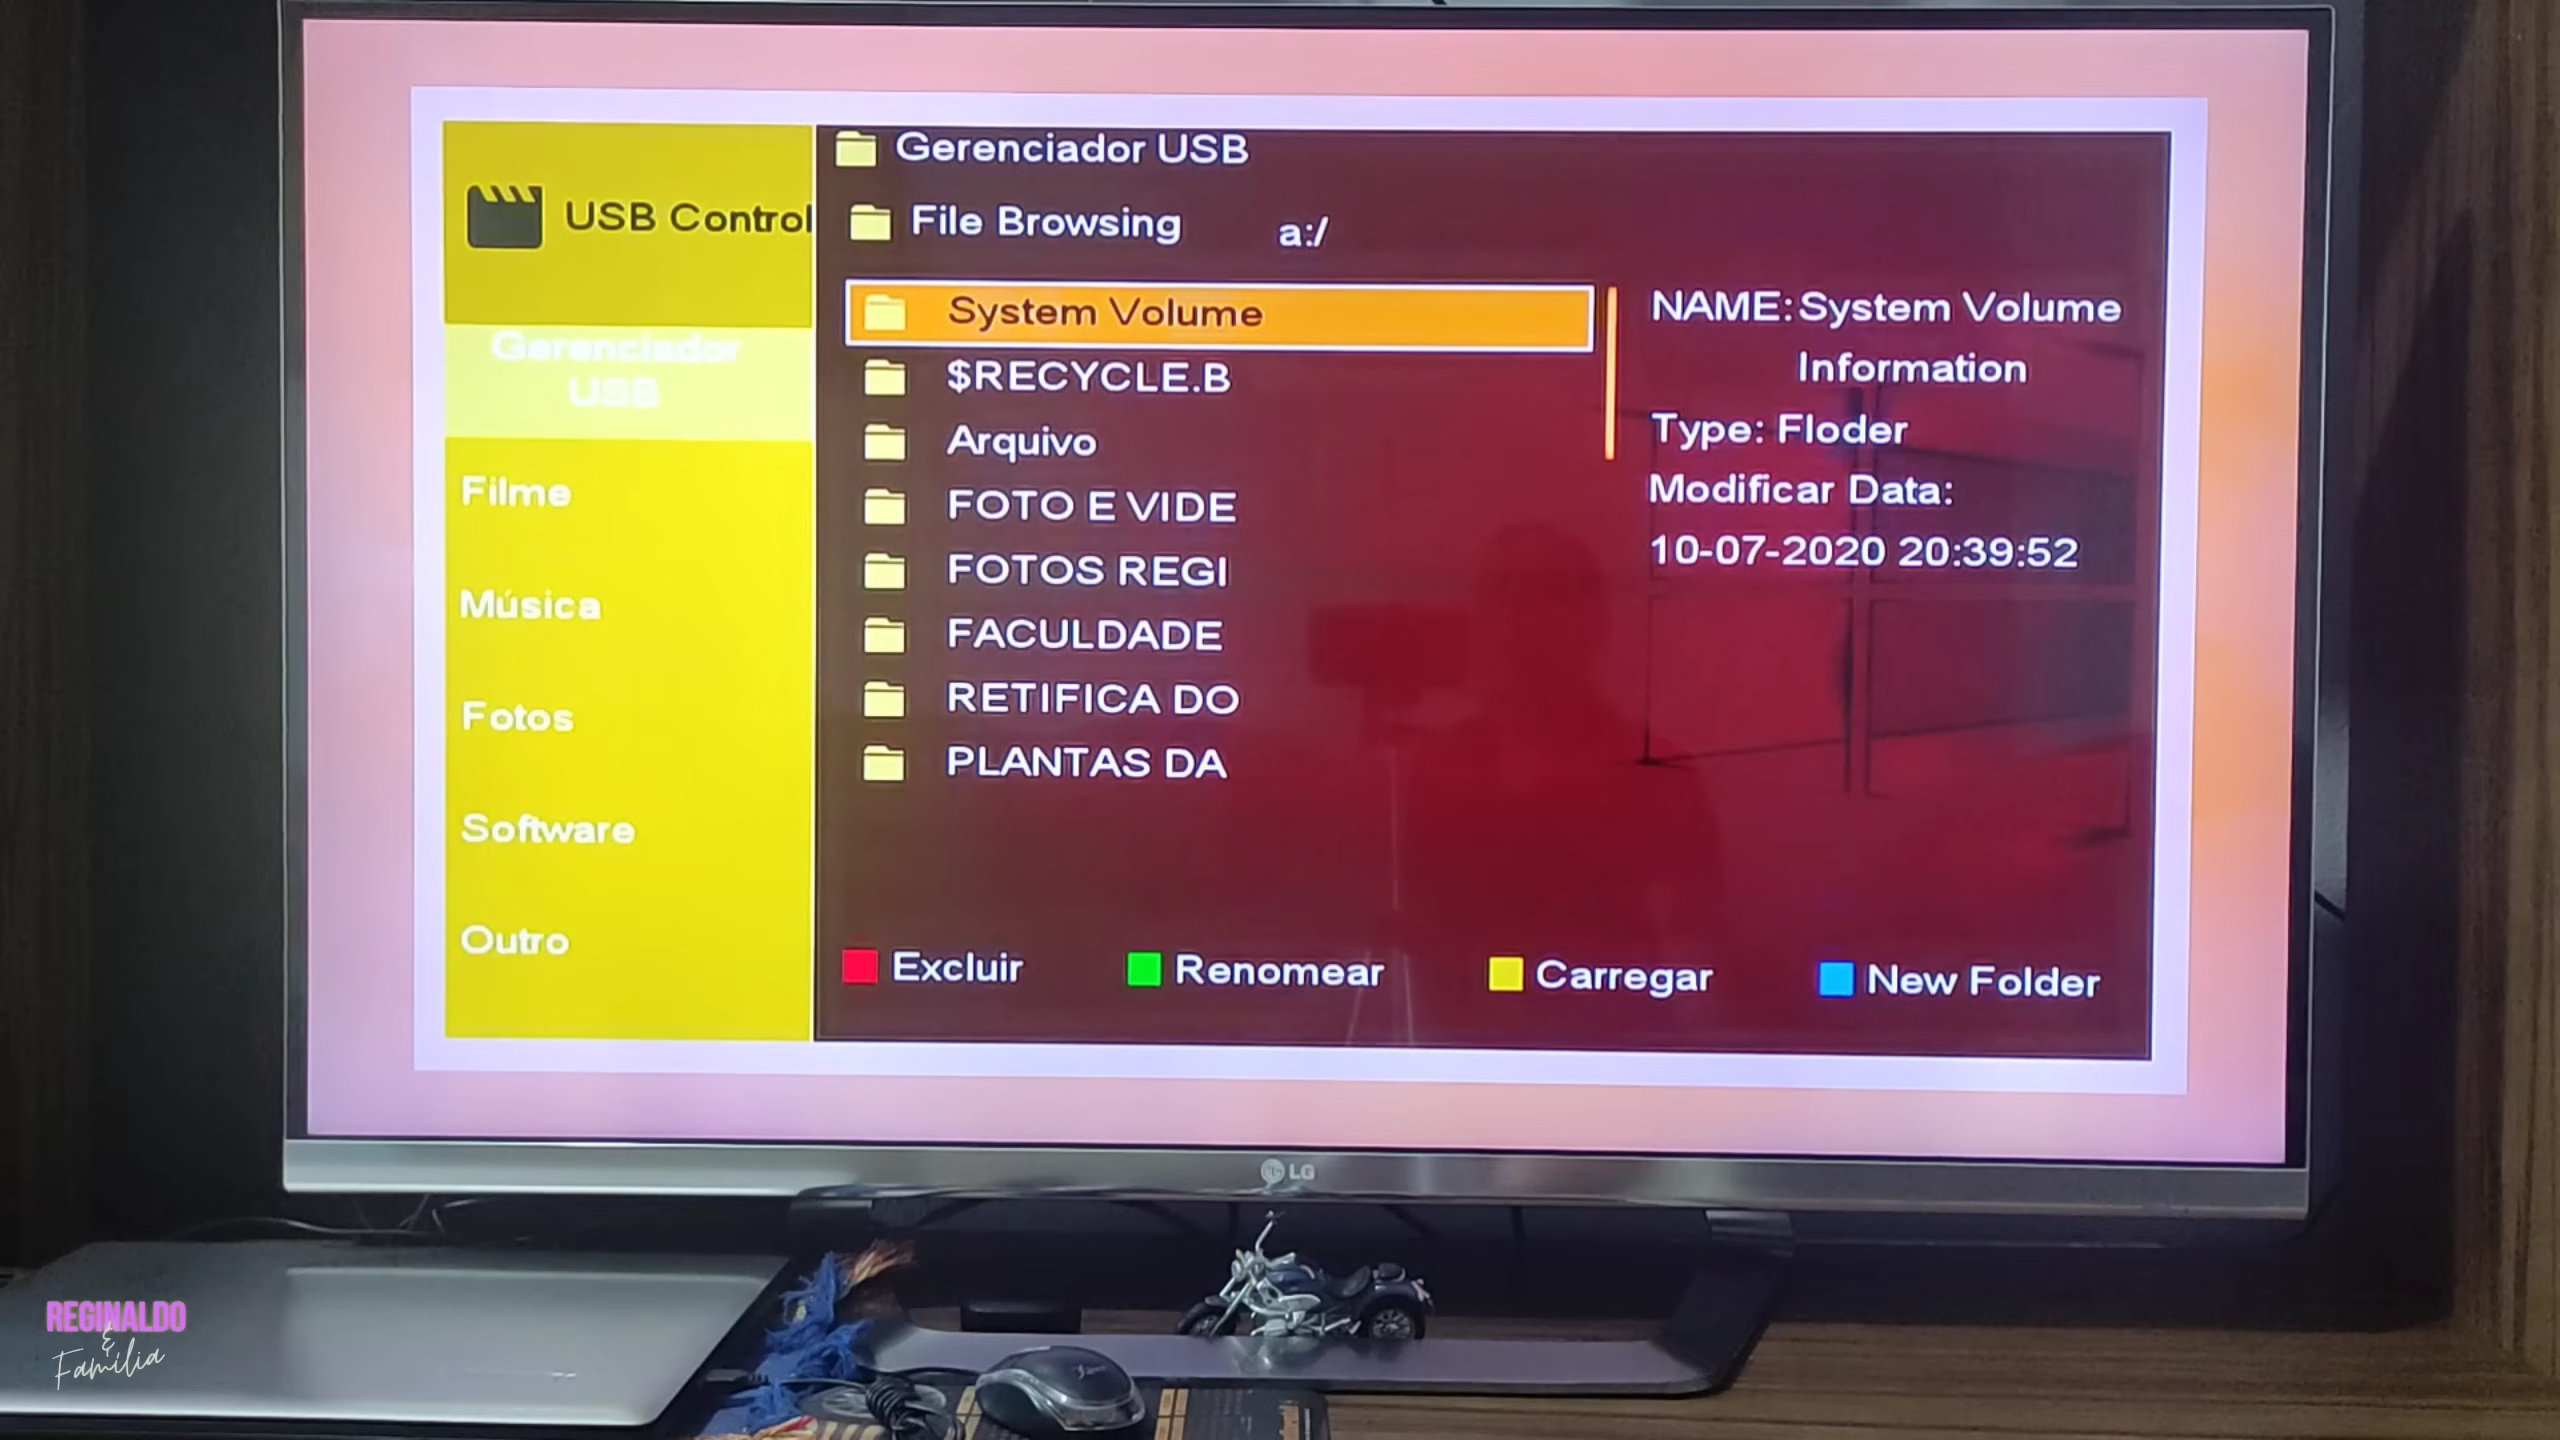 Gerenciador USB
USB Control
File Browsing a:/
System Volume
$RECYCLE.B
Arquivo
FOTO E VIDE
FOTOS REGI
FACULDADE
RETIFICA DO
PLANTAS DA
NAME:System Volume
Information
Type: Floder
Modificar Data:
10-07-2020 20:39:52
Gerenciador
USB
Filme
Música
Fotos
Software
Outro
Excluir Renomear Carregar New Folder
LG
REGINALDO
&
Família